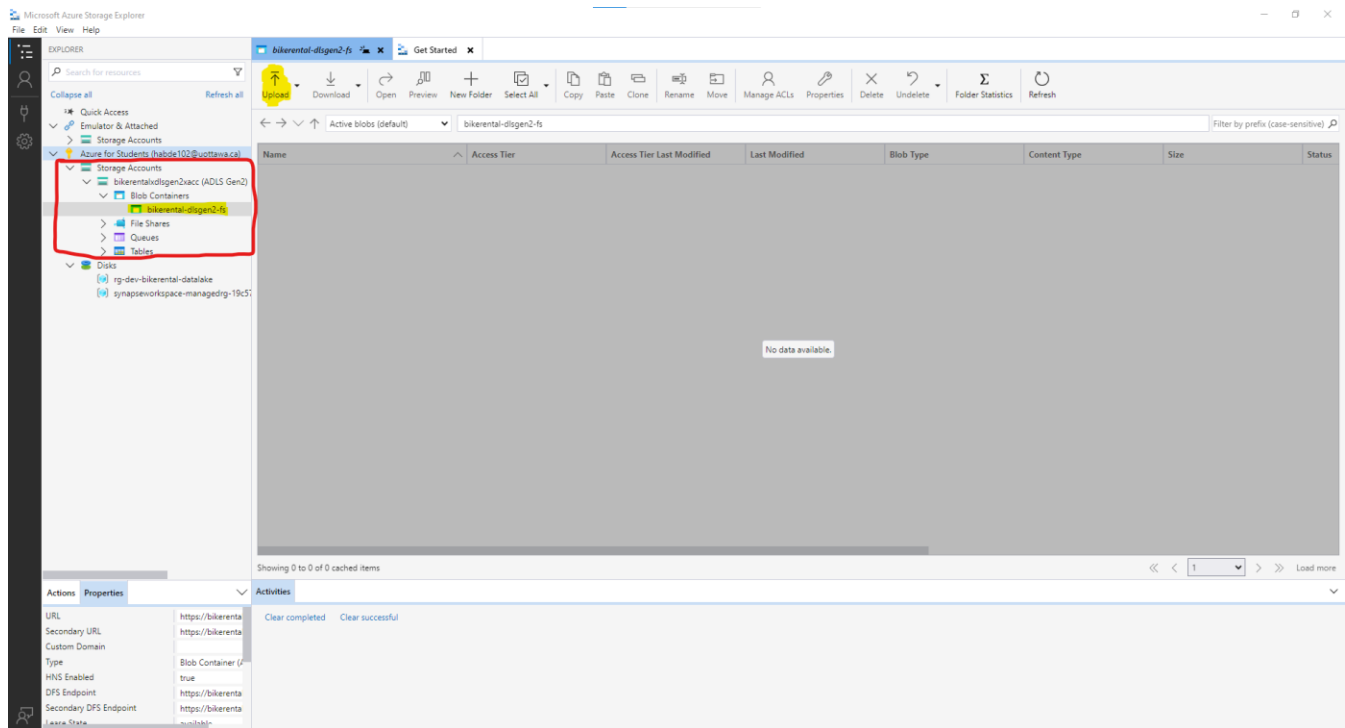 Microsoft Azure Storage Explorer
File Edit View Help
EXPLORER
Search for resources
Collapse all Refresh all
Quick Access
Emulator & Attached
Storage Accounts
Azure for Students (habde102@uottawa.ca)
Storage Accounts
bikerentalxdlsgen2xacc (ADLS Gen2)
Blob Containers
bikerental-dlsgen2-fs
File Shares
Queues
Tables
Disks
rg-dev-bikerental-datalake
synapseworkspace-managedrg-19c57
bikerental-dlsgen2-fs Get Started
Upload Download Open Preview New Folder Select All Copy Paste Clone Rename Move Manage ACLs Properties Delete Undelete Folder Statistics Refresh
Active blobs (default) bikerental-dlsgen2-fs Filter by prefix (case-sensitive)
Name Access Tier Access Tier Last Modified Last Modified Blob Type Content Type Size Status
No data available.
Showing 0 to 0 of 0 cached items 1 Load more
Actions Properties
URL https://bikerenta
Secondary URL https://bikerenta
Custom Domain
Type Blob Container (A
HNS Enabled true
DFS Endpoint https://bikerenta
Secondary DFS Endpoint https://bikerenta
Lease State available
Activities
Clear completed Clear successful